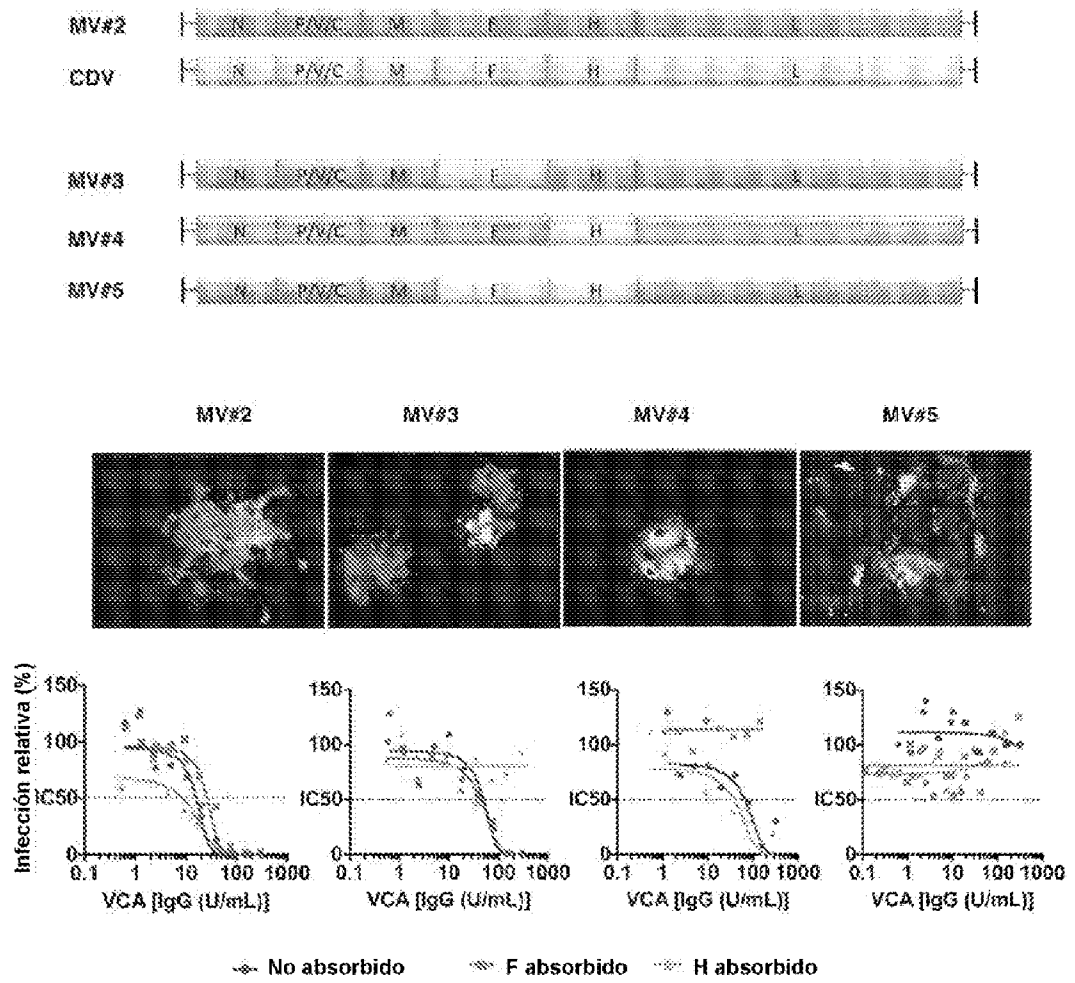 MV#2 N P/V/C M F H L
CDV N P/V/C M F H L
MV#3 N P/V/C M F H L
MV#4 N P/V/C M F H L
MV#5 N P/V/C M F H L
MV#2 MV#3 MV#4 MV#5
Infección relativa (%)
150 100 IC50 0
0.1 1 10 100 1000
VCA [IgG (U/mL)]
150 100 IC50 0
0.1 1 10 100 1000
VCA [IgG (U/mL)]
150 100 IC50 0
0.1 1 10 100 1000
VCA [IgG (U/mL)]
150 100 IC50 0
0.1 1 10 100 1000
VCA [IgG (U/mL)]
No absorbido F absorbido H absorbido